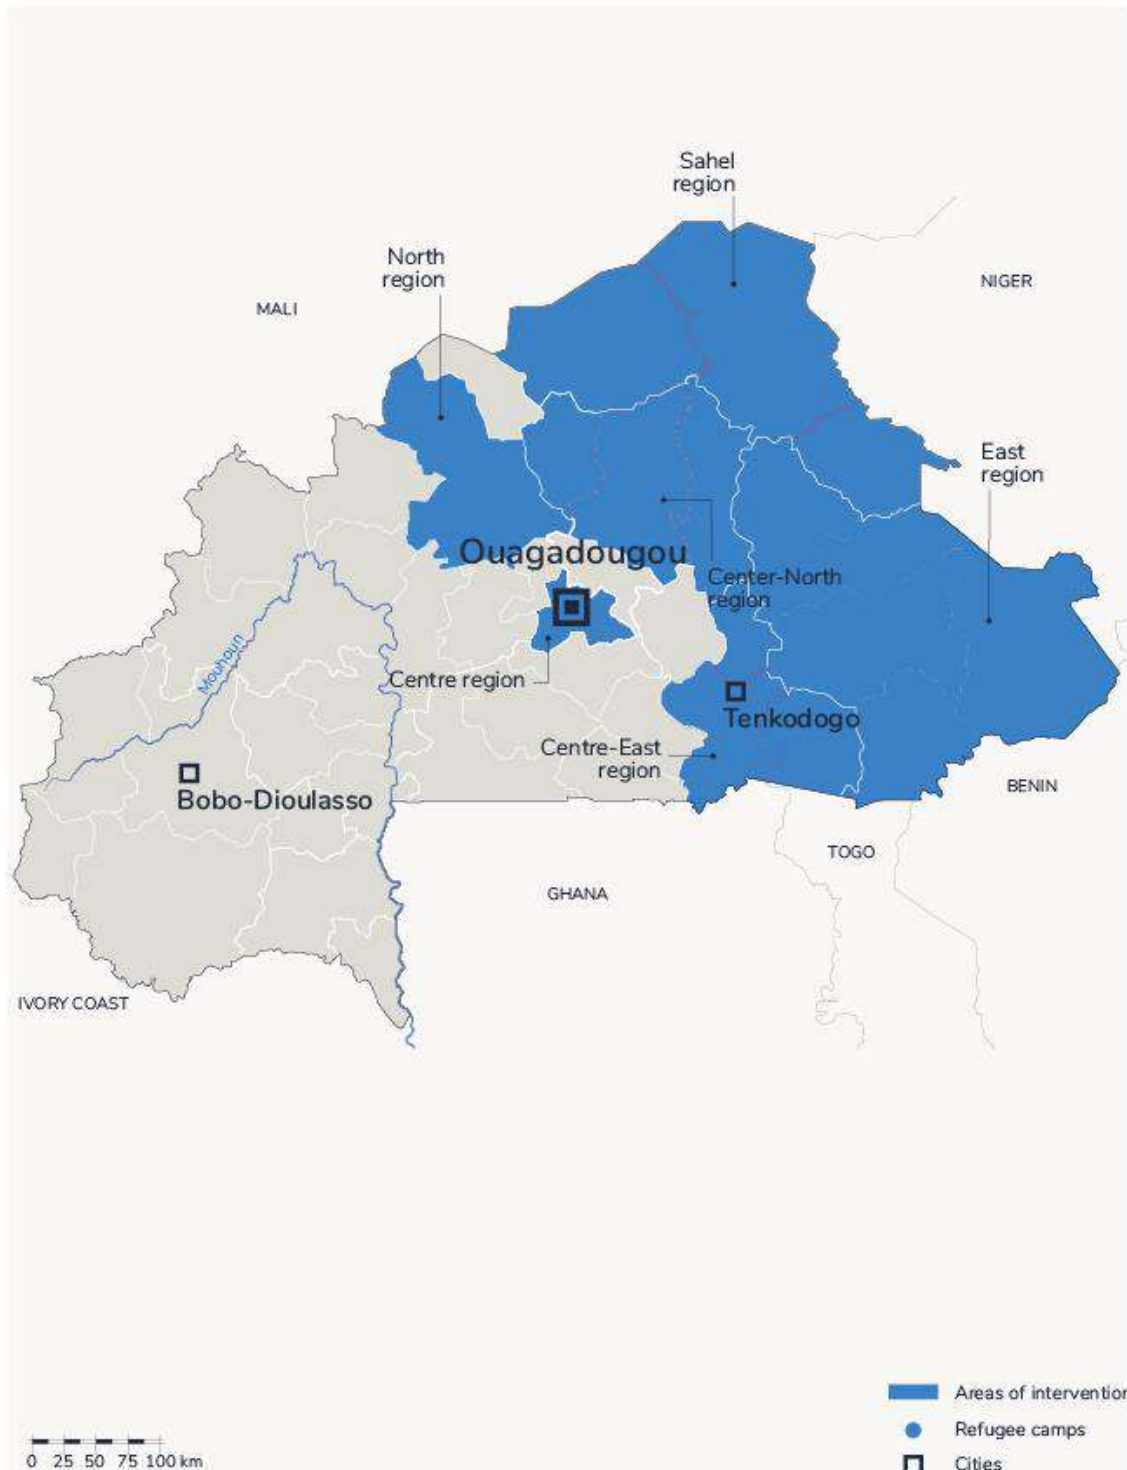 Sahel
region
North
region
NIGER
MALI
East
region
Ouagadougou
Center-North
region
Mouhoun
Centre region
Tenkodogo
Centre-East
region
Bobo-Dioulasso
BENIN
TOGO
GHANA
IVORY COAST
Areas of intervention
Refugee camps
Cities
0 25 50 75 100 km